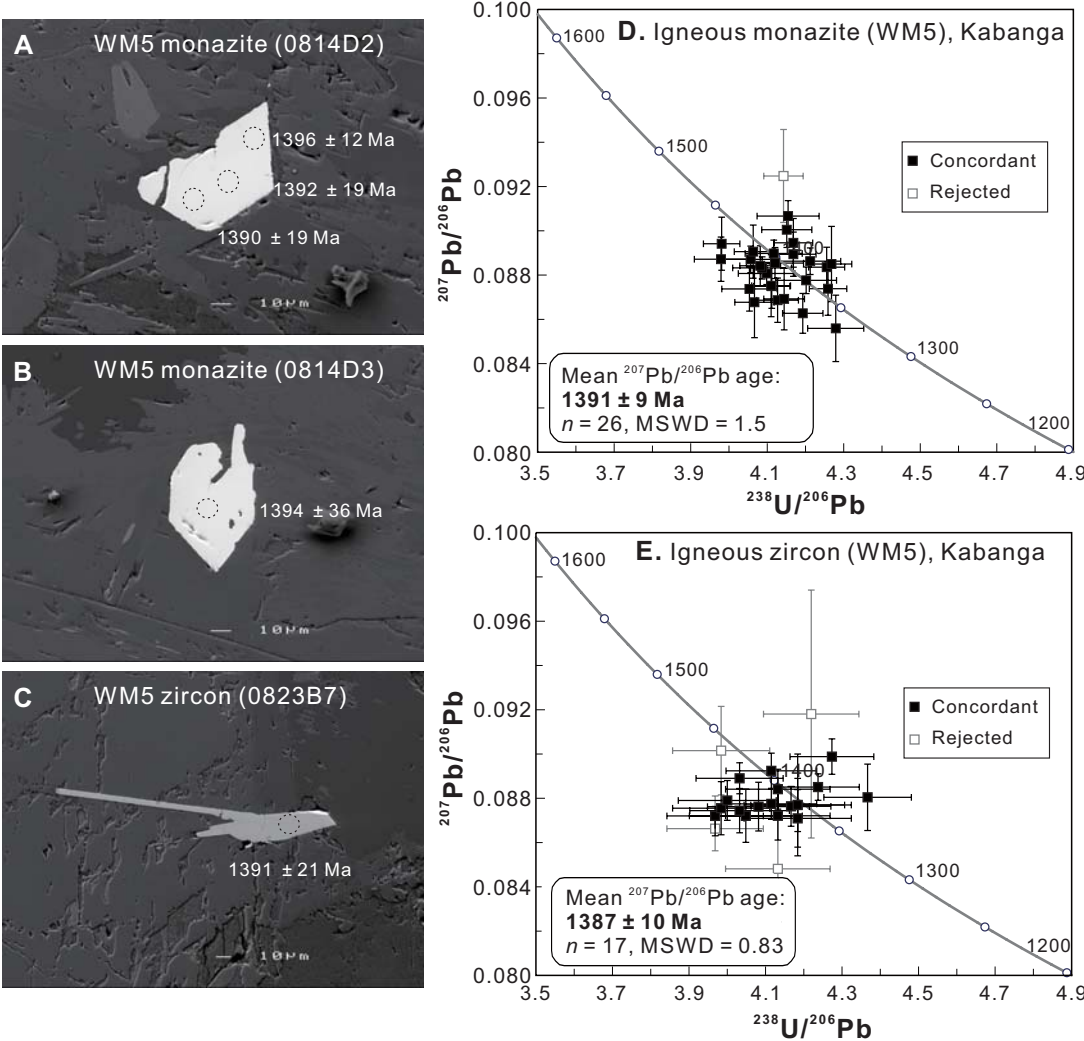 A WM5 monazite (0814D2)
1396 ± 12 Ma
1392 ± 19 Ma
1390 ± 19 Ma
10 µm
B WM5 monazite (0814D3)
1394 ± 36 Ma
10 µm
C WM5 zircon (0823B7)
1391 ± 21 Ma
10 µm
D. Igneous monazite (WM5), Kabanga
0.100
0.096
0.092
0.088
0.084
0.080
²⁰⁷Pb/²⁰⁶Pb
1600
1500
1300
1200
Concordant
Rejected
Mean ²⁰⁷Pb/²⁰⁶Pb age:
1391 ± 9 Ma
n = 26, MSWD = 1.5
3.5 3.7 3.9 4.1 4.3 4.5 4.7 4.9
²³⁸U/²⁰⁶Pb
E. Igneous zircon (WM5), Kabanga
0.100
0.096
0.092
0.088
0.084
0.080
²⁰⁷Pb/²⁰⁶Pb
1600
1500
1400
1300
1200
Concordant
Rejected
Mean ²⁰⁷Pb/²⁰⁶Pb age:
1387 ± 10 Ma
n = 17, MSWD = 0.83
3.5 3.7 3.9 4.1 4.3 4.5 4.7 4.9
²³⁸U/²⁰⁶Pb